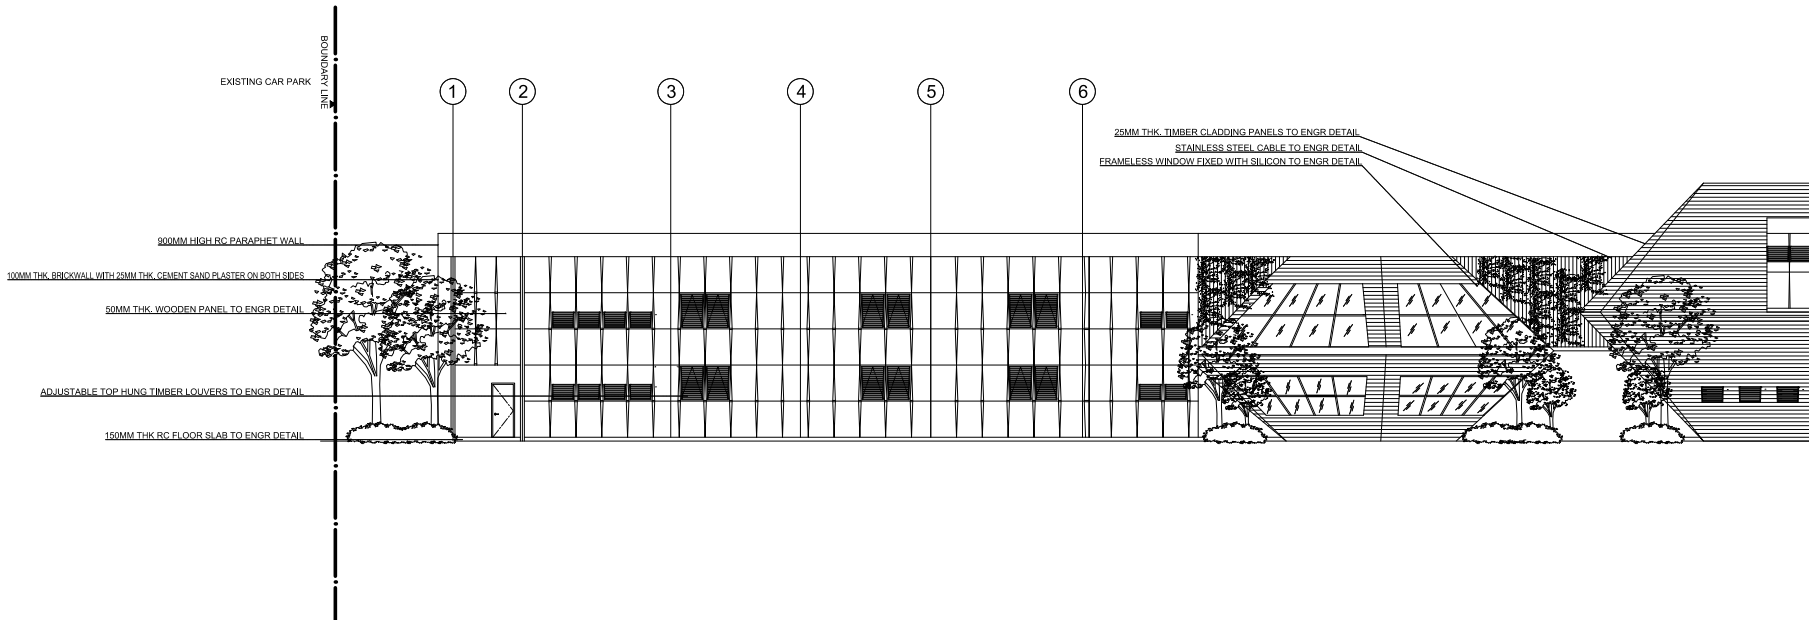 BOUNDARY LINE
EXISTING CAR PARK
1
2
3
4
5
6
25MM THK. TIMBER CLADDING PANELS TO ENGR DETAIL
STAINLESS STEEL CABLE TO ENGR DETAIL
FRAMELESS WINDOW FIXED WITH SILICON TO ENGR DETAIL
900MM HIGH RC PARAPHET WALL
100MM THK. BRICKWALL WITH 25MM THK. CEMENT SAND PLASTER ON BOTH SIDES
50MM THK. WOODEN PANEL TO ENGR DETAIL
ADJUSTABLE TOP HUNG TIMBER LOUVERS TO ENGR DETAIL
150MM THK RC FLOOR SLAB TO ENGR DETAIL